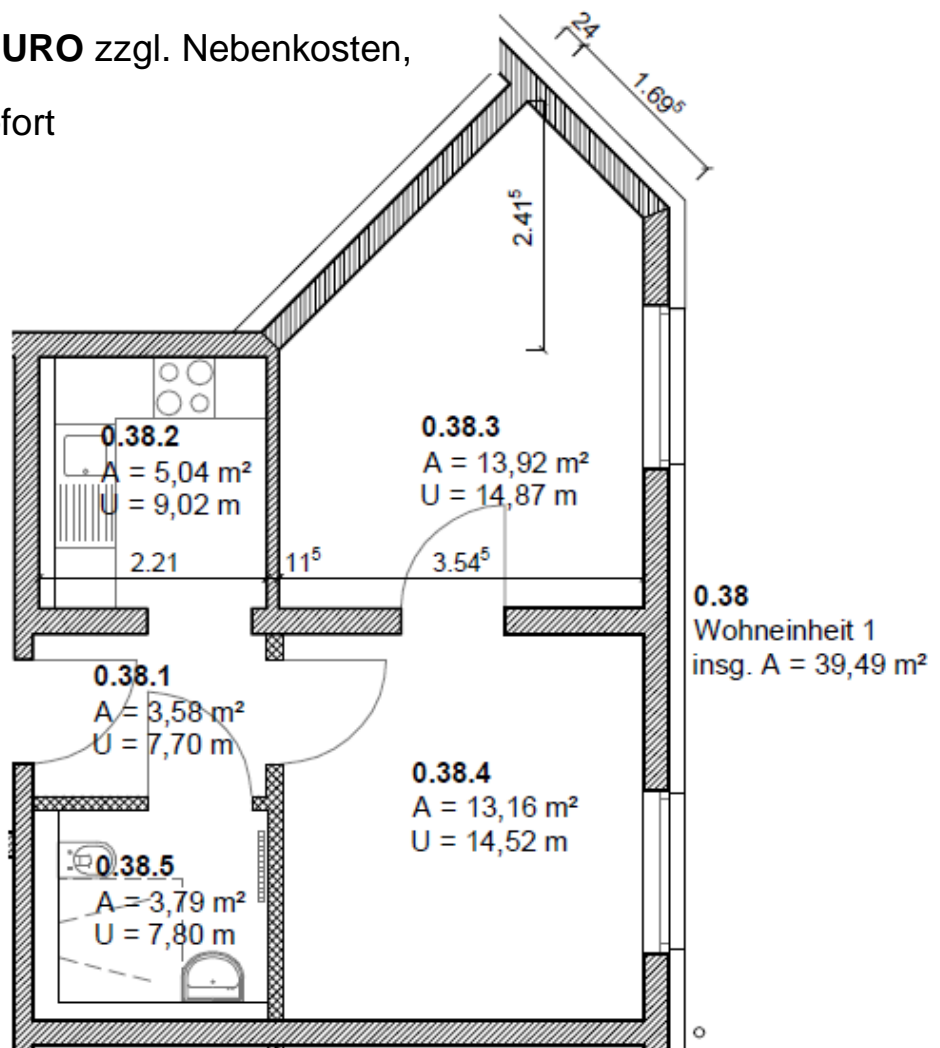 URO zzgl. Nebenkosten,
fort
24
1.69⁵
2.41⁵
0.38.2
A = 5,04 m²
U = 9,02 m
0.38.3
A = 13,92 m²
U = 14,87 m
2.21
11⁵
3.54⁵
0.38
Wohneinheit 1
insg. A = 39,49 m²
0.38.1
A = 3,58 m²
U = 7,70 m
0.38.4
A = 13,16 m²
U = 14,52 m
0.38.5
A = 3,79 m²
U = 7,80 m